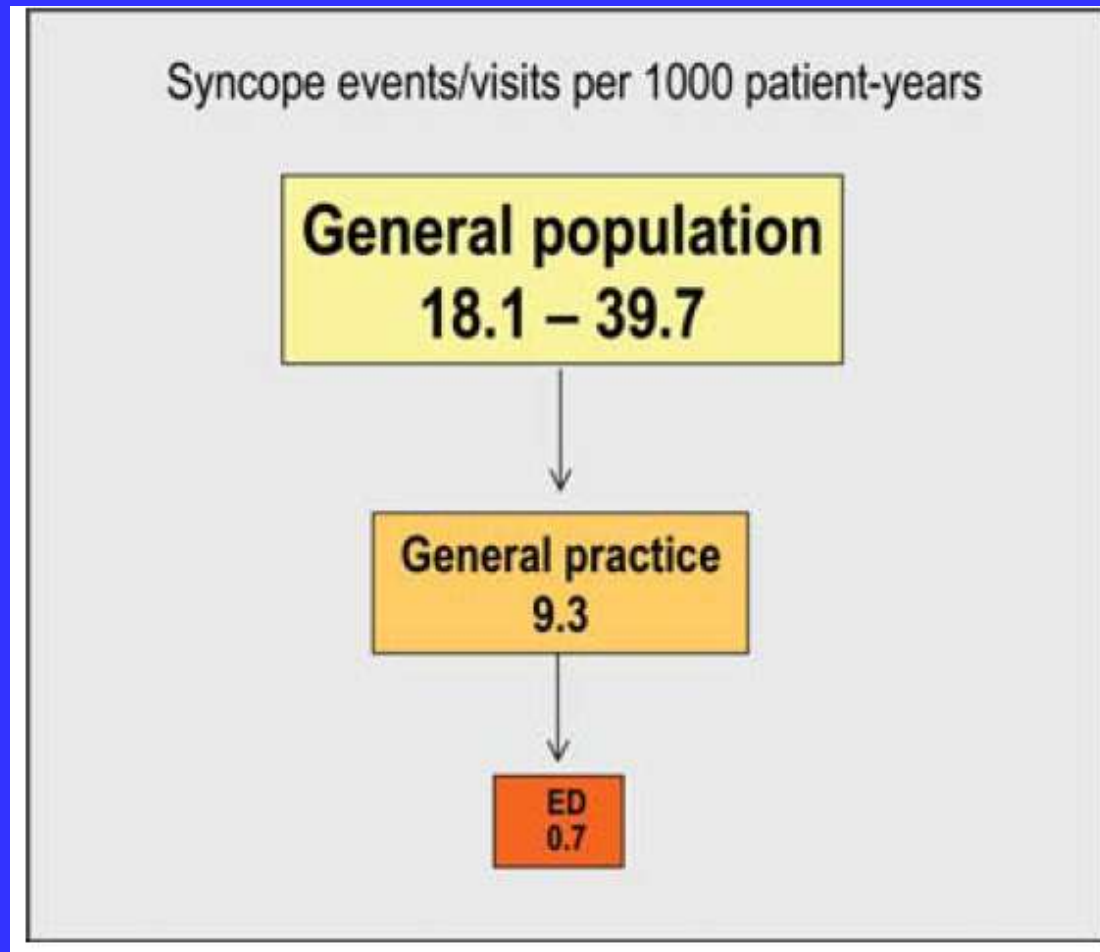 Syncope events/visits per 1000 patient-years
General population
18.1 – 39.7
General practice
9.3
ED
0.7